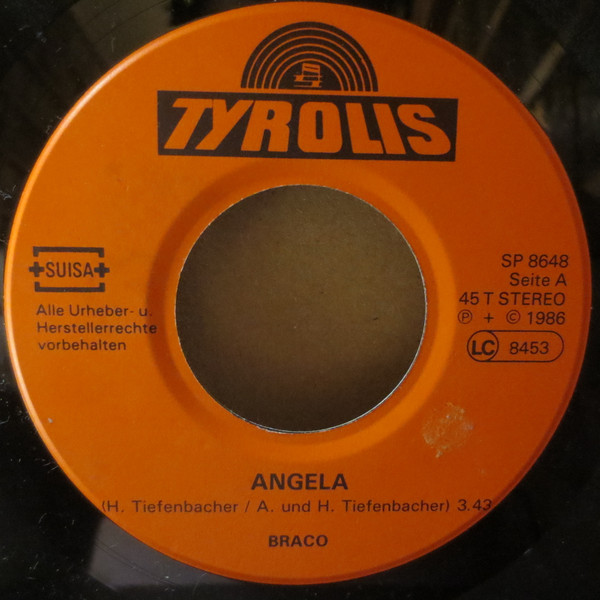 TYROLIS
SUISA
Alle Urheber- u.
Herstellerrechte
vorbehalten
SP 8648
Seite A
45 T STEREO
℗ + © 1986
LC 8453
ANGELA
(H. Tiefenbacher / A. und H. Tiefenbacher) 3.43
BRACO